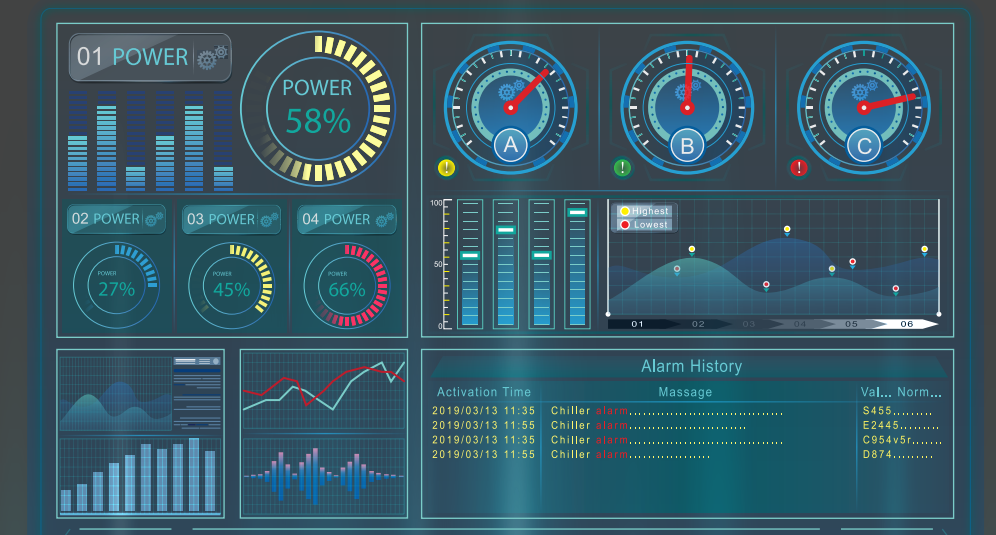 01 POWER
POWER
58%
02 POWER
03 POWER
04 POWER
POWER
27%
POWER
45%
POWER
66%
A
B
C
!
!
!
100
50
0
Highest
Lowest
01 02 03 04 05 06
Alarm History
Activation Time Massage Val... Norm...
2019/03/13 11:35 Chiller alarm.................................. S455.........
2019/03/13 11:55 Chiller alarm.......................... E2445.........
2019/03/13 11:35 Chiller alarm.................................. C954v5r.......
2019/03/13 11:55 Chiller alarm.................. D874.........